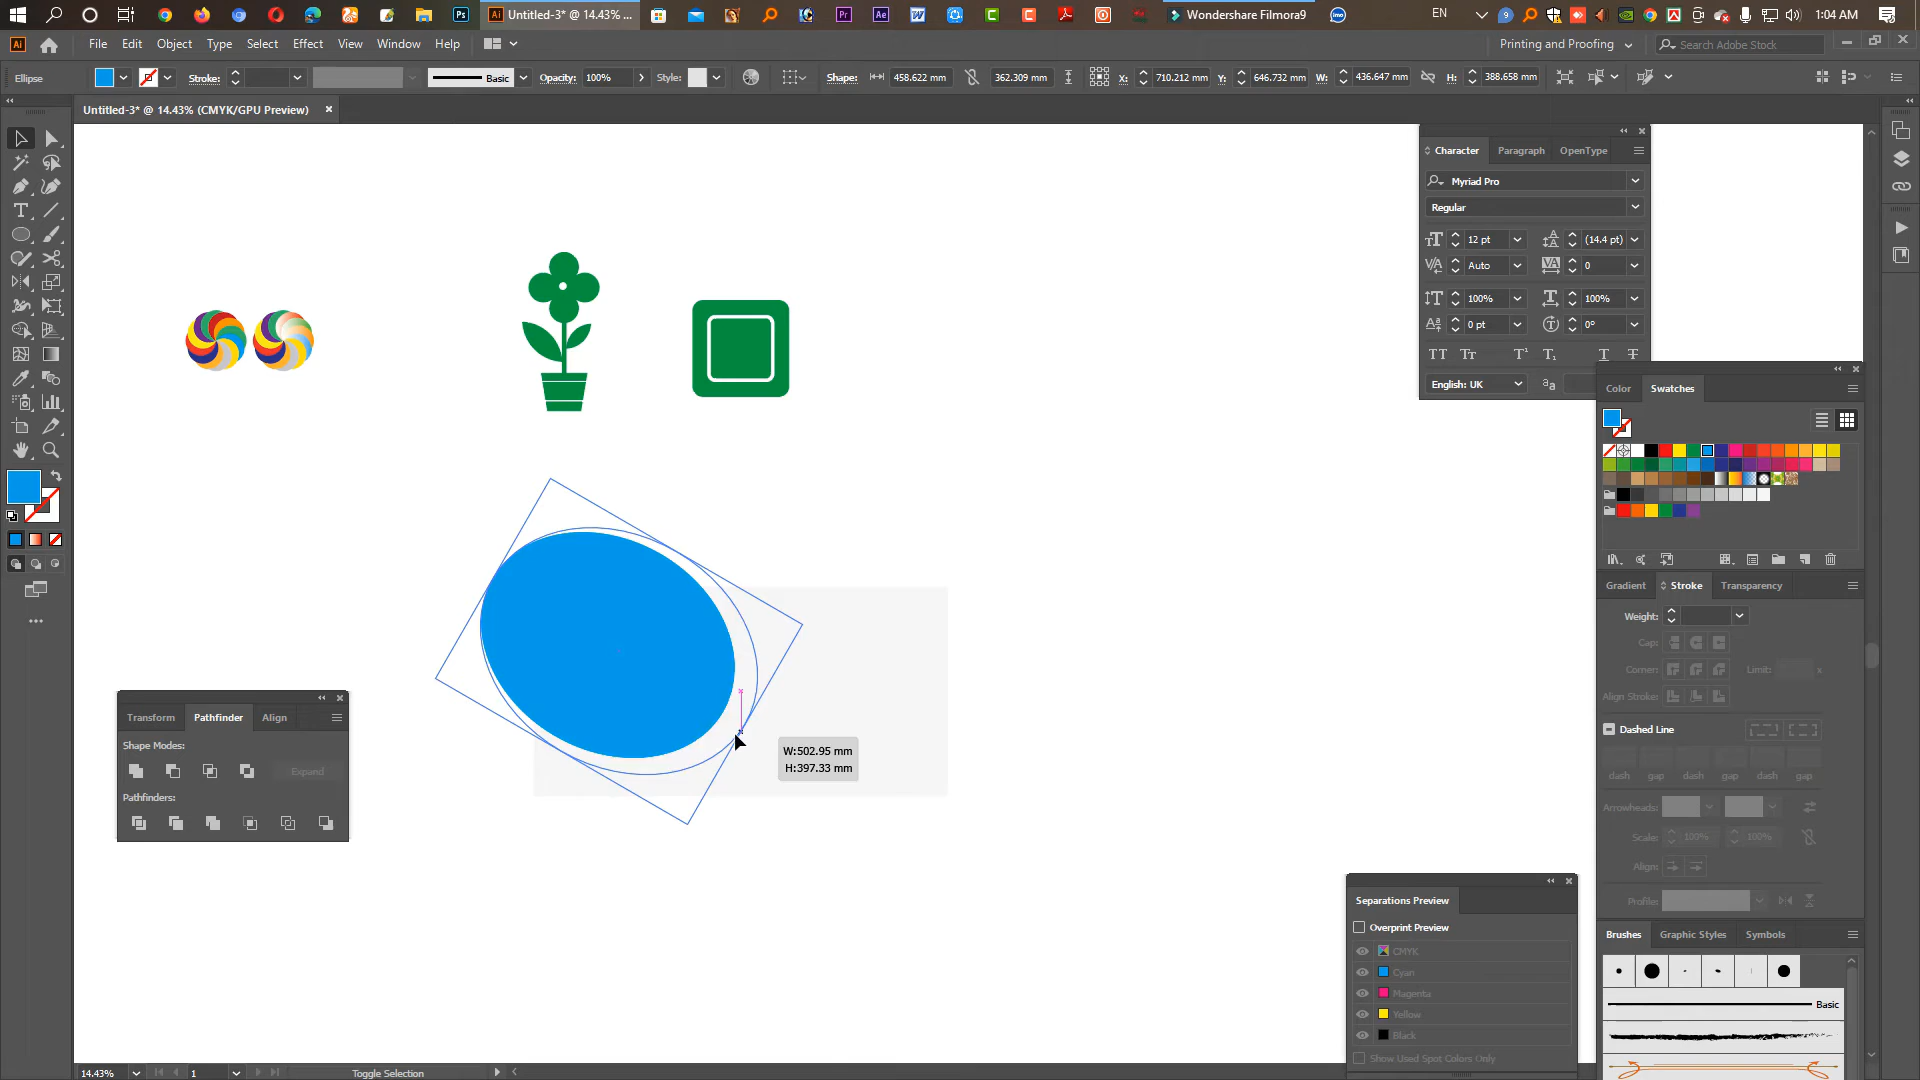 Untitled-3* @ 14.43% ...
Wondershare Filmora9
EN
1:04 AM
File Edit Object Type Select Effect View Window Help
Printing and Proofing
Search Adobe Stock
Ellipse
Stroke:
Basic
Opacity: 100%
Style:
Shape: 458.622 mm 362.309 mm
X: 710.212 mm Y: 646.732 mm W: 436.647 mm H: 388.658 mm
Untitled-3* @ 14.43% (CMYK/GPU Preview)
Character Paragraph OpenType
Myriad Pro
Regular
12 pt (14.4 pt)
Auto 0
100% 100%
0 pt 0°
English: UK
Color Swatches
Gradient Stroke Transparency
Weight:
Cap:
Corner: Limit: x
Align Stroke:
Dashed Line
dash gap dash gap dash gap
Arrowheads:
Scale: 100% 100%
Align:
Profile:
Brushes Graphic Styles Symbols
Basic
Transform Pathfinder Align
Shape Modes:
Expand
Pathfinders:
W:502.95 mm
H:397.33 mm
Separations Preview
Overprint Preview
CMYK
Cyan
Magenta
Yellow
Black
Show Used Spot Colors Only
14.43% 1 Toggle Selection